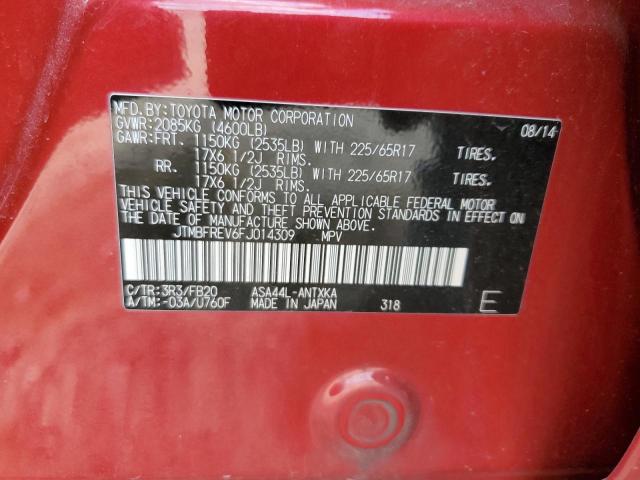 MFD.BY:TOYOTA MOTOR CORPORATION 08/14
GVWR:2085KG (4600LB)
GAWR:FRT. 1150KG (2535LB) WITH 225/65R17 TIRES.
17X6 1/2J RIMS.
RR. 1150KG (2535LB) WITH 225/65R17 TIRES.
17X6 1/2J RIMS.
THIS VEHICLE CONFORMS TO ALL APPLICABLE FEDERAL MOTOR
VEHICLE SAFETY AND THEFT PREVENTION STANDARDS IN EFFECT ON
THE DATE OF MANUFACTURE SHOWN ABOVE.
JTMBFREV6FJ014309 MPV
C/TR:3R3/FB20 ASA44L-ANTXKA
A/TM:-03A/U760F MADE IN JAPAN 318 E